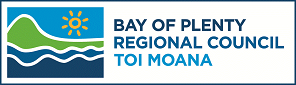 BAY OF PLENTY
REGIONAL COUNCIL
TOI MOANA